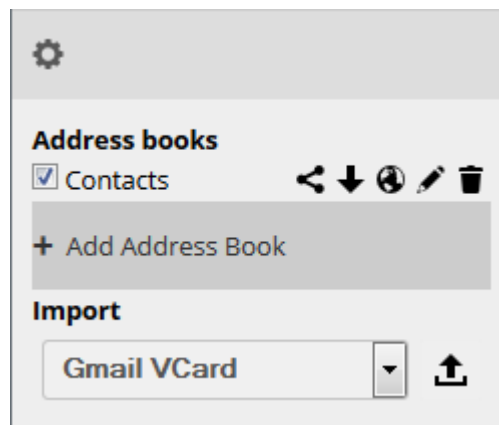 Address books
Contacts
+ Add Address Book
Import
Gmail VCard